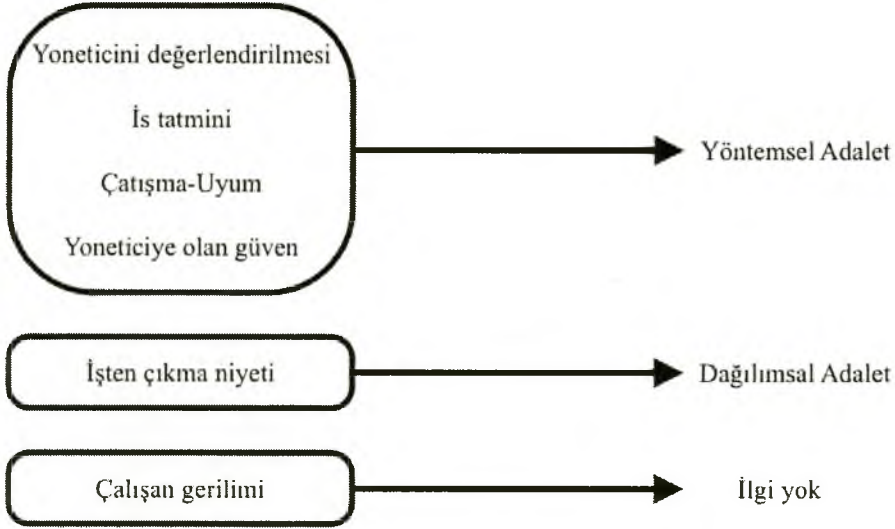 Yoneticini değerlendirilmesi
İs tatmini
Çatışma-Uyum
Yoneticiye olan güven
Yöntemsel Adalet
İşten çıkma niyeti
Dağılımsal Adalet
Çalışan gerilimi
İlgi yok